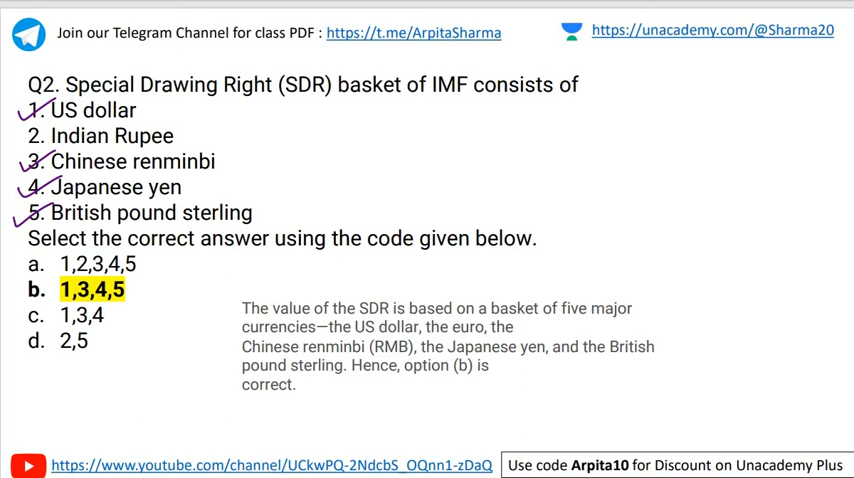 Join our Telegram Channel for class PDF : https://t.me/ArpitaSharma
https://unacademy.com/@Sharma20
Q2. Special Drawing Right (SDR) basket of IMF consists of
1. US dollar
2. Indian Rupee
3. Chinese renminbi
4. Japanese yen
5. British pound sterling
Select the correct answer using the code given below.
a. 1,2,3,4,5
b. 1,3,4,5
c. 1,3,4
d. 2,5
The value of the SDR is based on a basket of five major
currencies—the US dollar, the euro, the
Chinese renminbi (RMB), the Japanese yen, and the British
pound sterling. Hence, option (b) is
correct.
https://www.youtube.com/channel/UCkwPQ-2NdcbS_OQnn1-zDaQ
Use code Arpita10 for Discount on Unacademy Plus